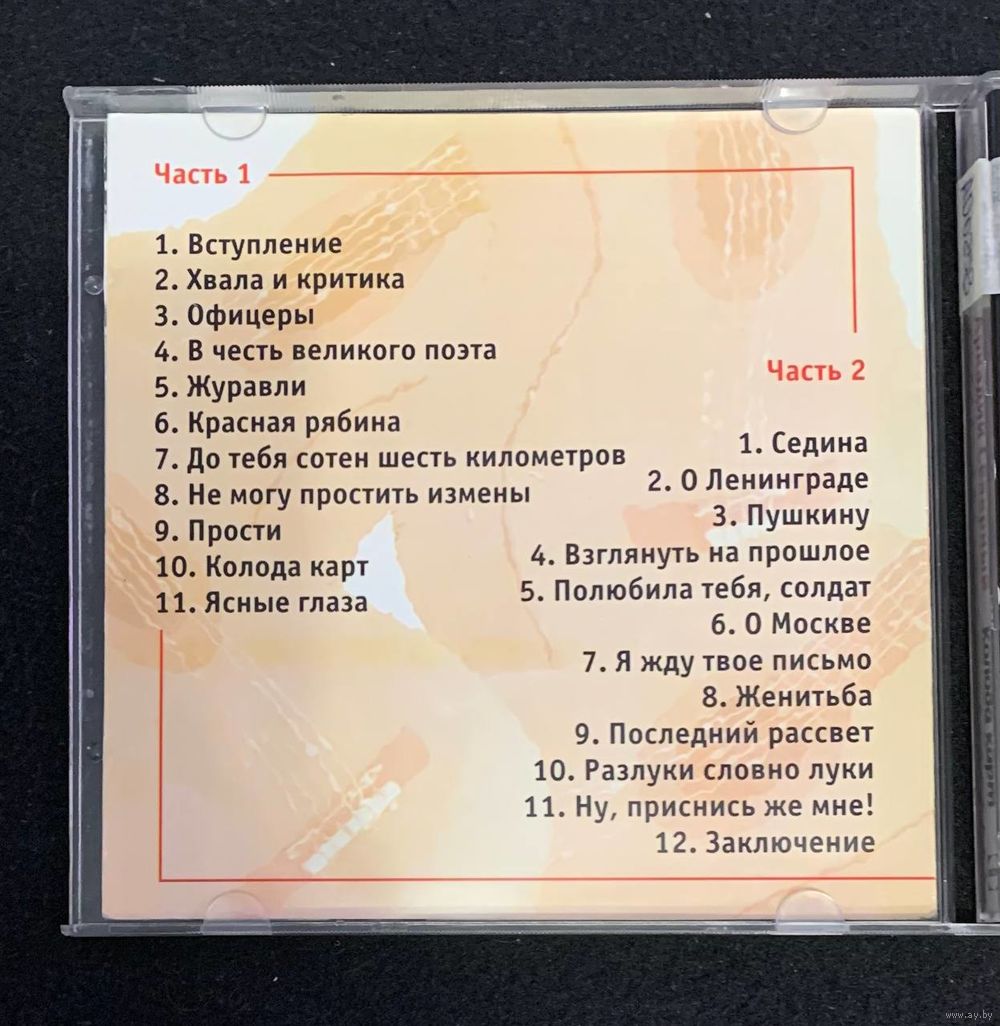 Часть 1
1. Вступление
2. Хвала и критика
3. Офицеры
4. В честь великого поэта
5. Журавли
6. Красная рябина
7. До тебя сотен шесть километров
8. Не могу простить измены
9. Прости
10. Колода карт
11. Ясные глаза
Часть 2
1. Седина
2. О Ленинграде
3. Пушкину
4. Взглянуть на прошлое
5. Полюбила тебя, солдат
6. О Москве
7. Я жду твое письмо
8. Женитьба
9. Последний рассвет
10. Разлуки словно луки
11. Ну, приснись же мне!
12. Заключение
www.ay.by